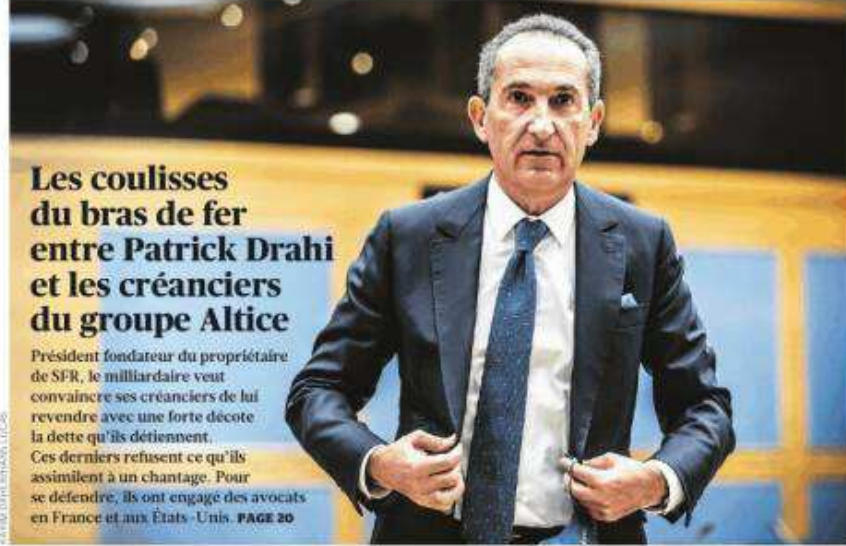 Les coulisses
du bras de fer
entre Patrick Drahi
et les créanciers
du groupe Altice
Président fondateur du propriétaire
de SFR, le milliardaire veut
convaincre ses créanciers de lui
revendre avec une forte décote
la dette qu'ils détiennent.
Ces derniers refusent ce qu'ils
assimilent à un chantage. Pour
se défendre, ils ont engagé des avocats
en France et aux États-Unis. PAGE 20